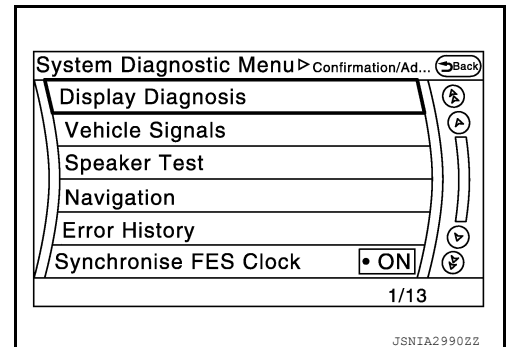 System Diagnostic Menu▷Confirmation/Ad... Back
Display Diagnosis
Vehicle Signals
Speaker Test
Navigation
Error History
Synchronise FES Clock • ON
1/13
JSNIA2990ZZ